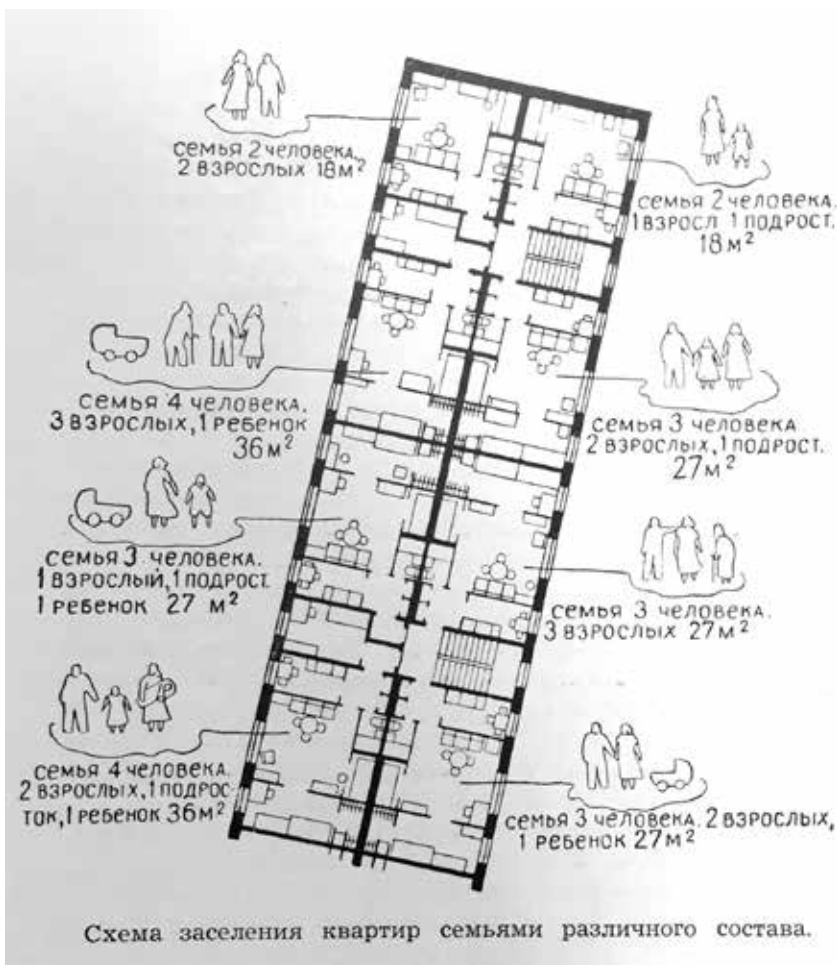 семья 2 человека.
2 взрослых 18м²
семья 2 человека.
1 взросл 1 подрост.
18м²
семья 4 человека.
3 взрослых, 1 ребенок
36м²
семья 3 человека.
2 взрослых, 1 подрост.
27м²
семья 3 человека.
1 взрослый, 1 подрост.
1 ребенок 27 м²
семья 3 человека.
3 взрослых 27м²
семья 4 человека.
2 взрослых, 1 подрос-
ток, 1 ребенок 36м²
семья 3 человека. 2 взрослых,
1 ребенок 27м²
Схема заселения квартир семьями различного состава.